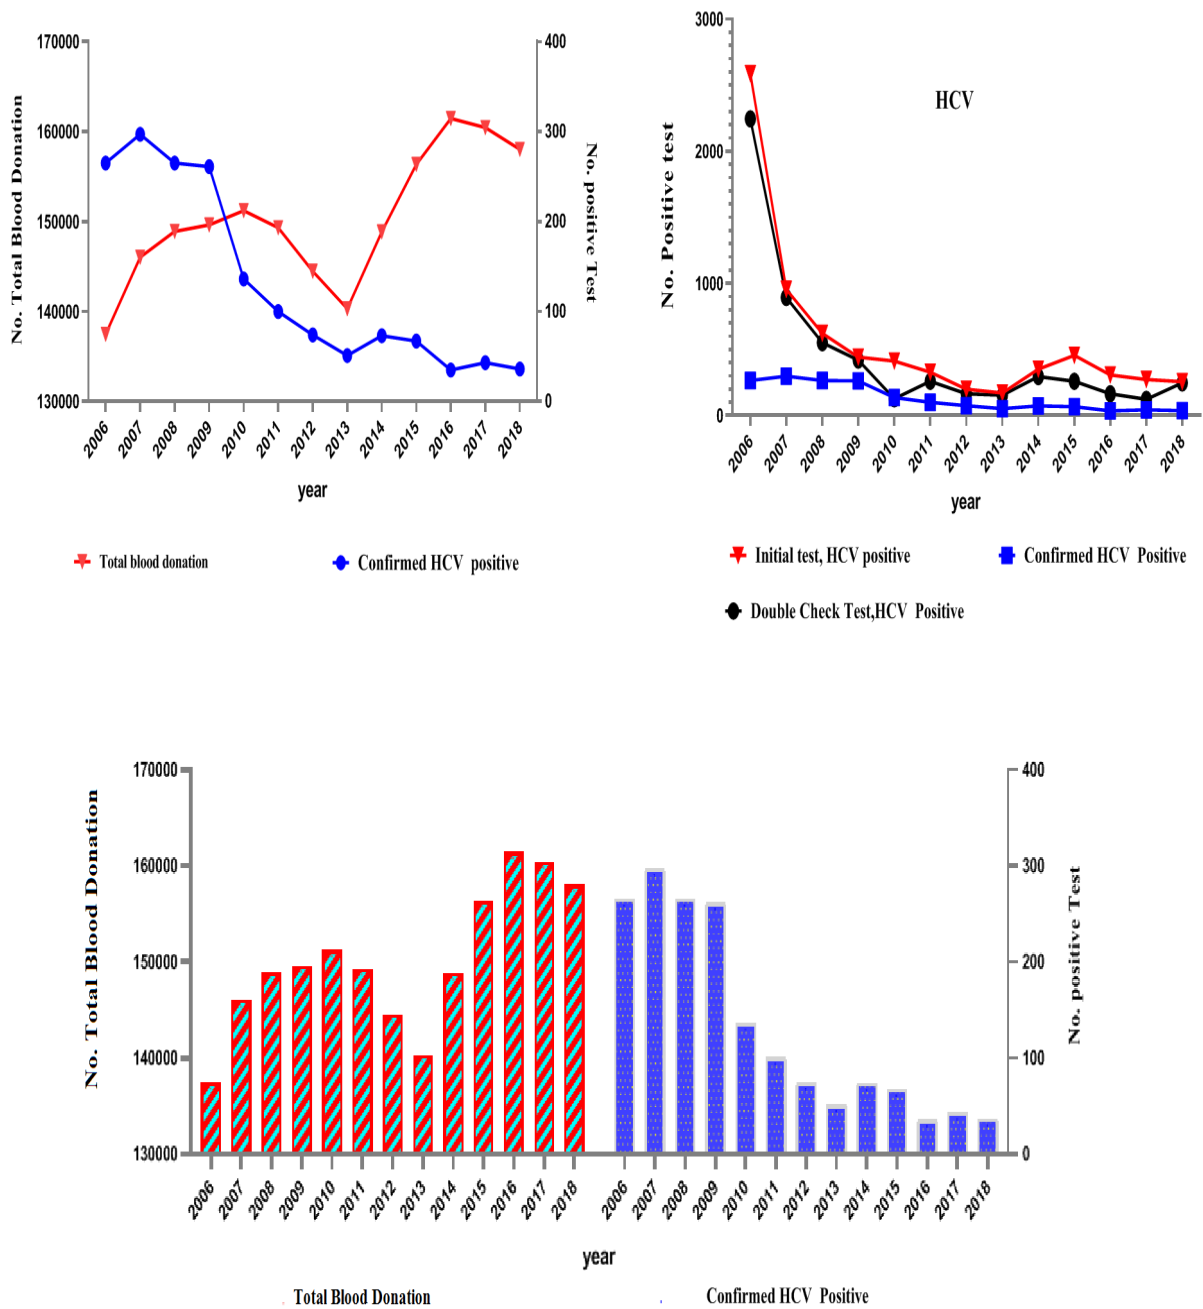 170000
160000
150000
140000
130000
No. Total Blood Donation
400
300
200
100
0
No. positive Test
2006 2007 2008 2009 2010 2011 2012 2013 2014 2015 2016 2017 2018
year
Total blood donation
Confirmed HCV positive
3000
2000
1000
0
No. Positive test
HCV
2006 2007 2008 2009 2010 2011 2012 2013 2014 2015 2016 2017 2018
year
Initial test, HCV positive
Confirmed HCV Positive
Double Check Test,HCV Positive
170000
160000
150000
140000
130000
No. Total Blood Donation
400
300
200
100
0
No. positive Test
2006 2007 2008 2009 2010 2011 2012 2013 2014 2015 2016 2017 2018 2006 2007 2008 2009 2010 2011 2012 2013 2014 2015 2016 2017 2018
year
Total Blood Donation
Confirmed HCV Positive